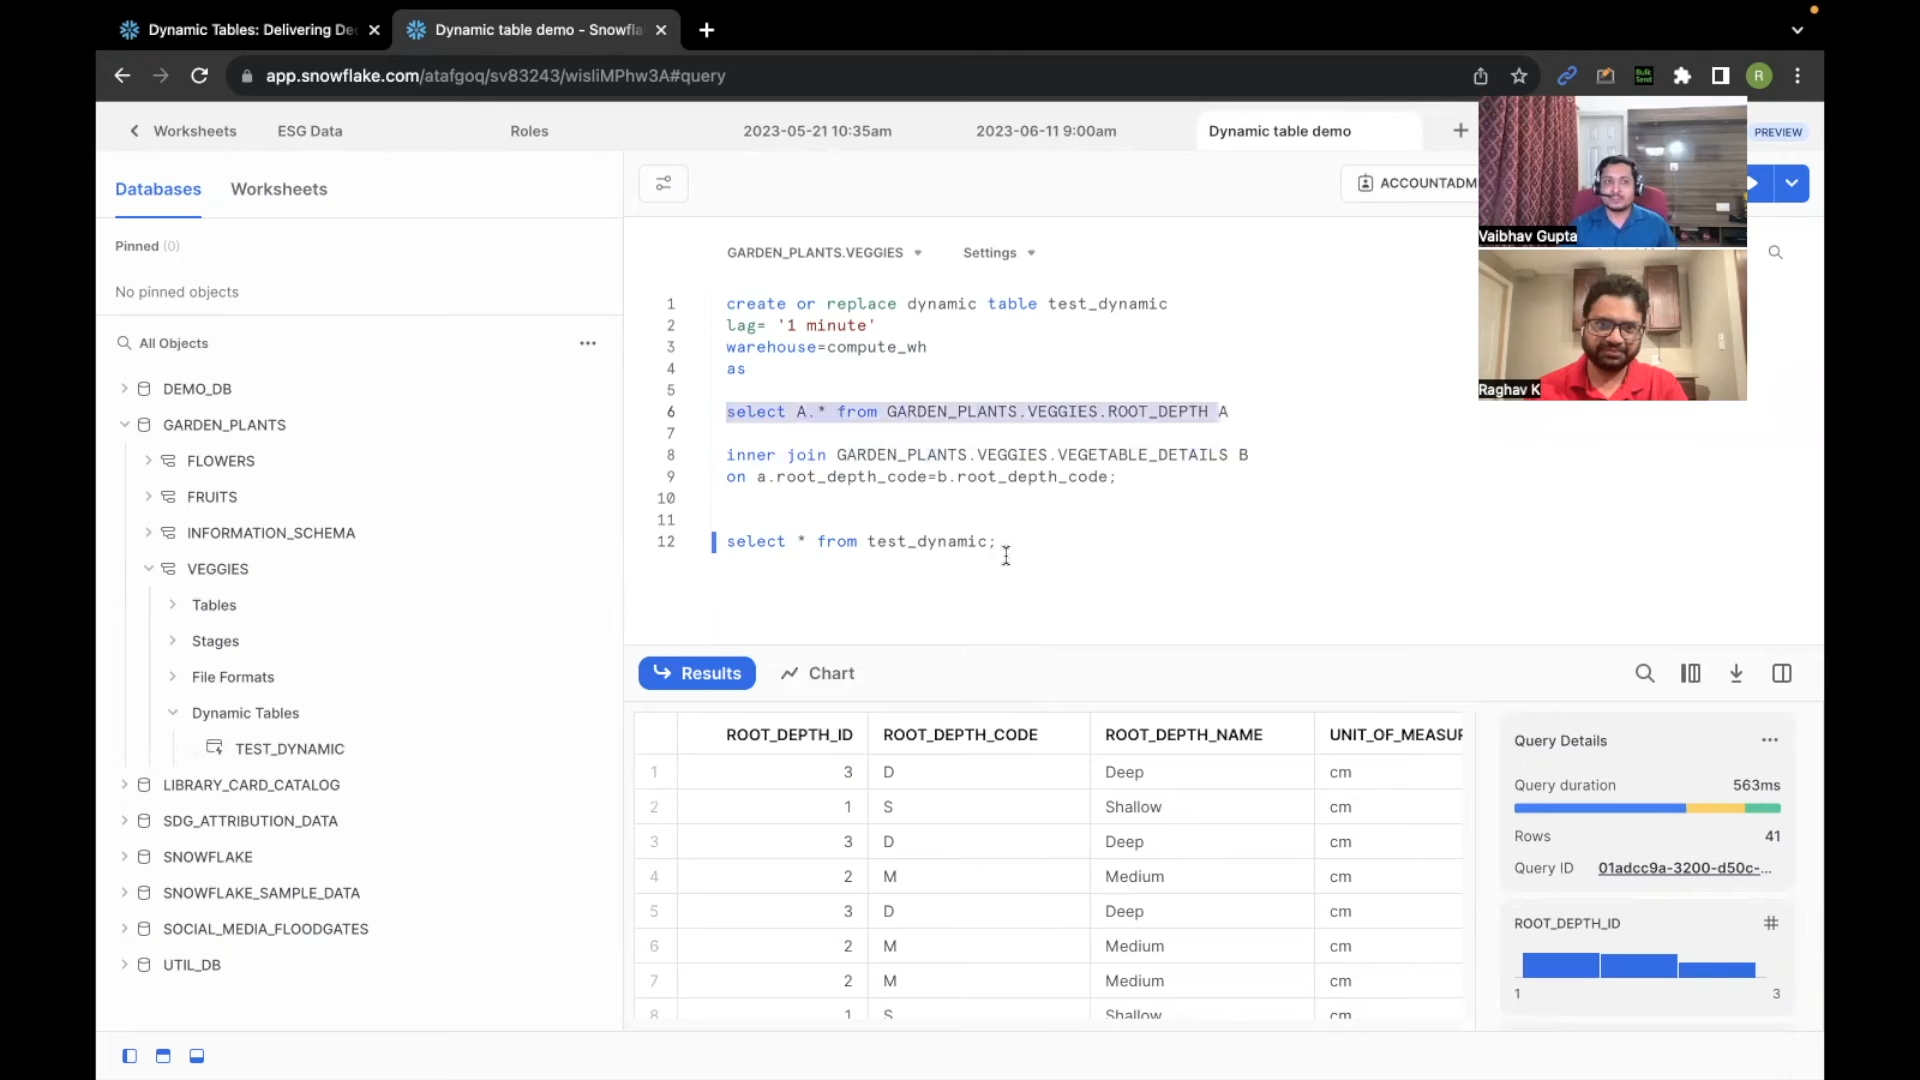 Dynamic Tables: Delivering De
Dynamic table demo - Snowfla
app.snowflake.com/atafgoq/sv83243/wisliMPhw3A#query
R
Worksheets
ESG Data
Roles
2023-05-21 10:35am
2023-06-11 9:00am
Dynamic table demo
PREVIEW
Databases
Worksheets
ACCOUNTADM
Vaibhav Gupta
Raghav K
Pinned (0)
No pinned objects
All Objects
DEMO_DB
GARDEN_PLANTS
FLOWERS
FRUITS
INFORMATION_SCHEMA
VEGGIES
Tables
Stages
File Formats
Dynamic Tables
TEST_DYNAMIC
LIBRARY_CARD_CATALOG
SDG_ATTRIBUTION_DATA
SNOWFLAKE
SNOWFLAKE_SAMPLE_DATA
SOCIAL_MEDIA_FLOODGATES
UTIL_DB
GARDEN_PLANTS.VEGGIES
Settings
1 create or replace dynamic table test_dynamic
2 lag= '1 minute'
3 warehouse=compute_wh
4 as
5
6 select A.* from GARDEN_PLANTS.VEGGIES.ROOT_DEPTH A
7
8 inner join GARDEN_PLANTS.VEGGIES.VEGETABLE_DETAILS B
9 on a.root_depth_code=b.root_depth_code;
10
11
12 select * from test_dynamic;
Results
Chart
ROOT_DEPTH_ID ROOT_DEPTH_CODE ROOT_DEPTH_NAME UNIT_OF_MEASUR
1 3 D Deep cm
2 1 S Shallow cm
3 3 D Deep cm
4 2 M Medium cm
5 3 D Deep cm
6 2 M Medium cm
7 2 M Medium cm
8 1 S Shallow cm
Query Details
Query duration 563ms
Rows 41
Query ID 01adcc9a-3200-d50c-...
ROOT_DEPTH_ID #
1 3